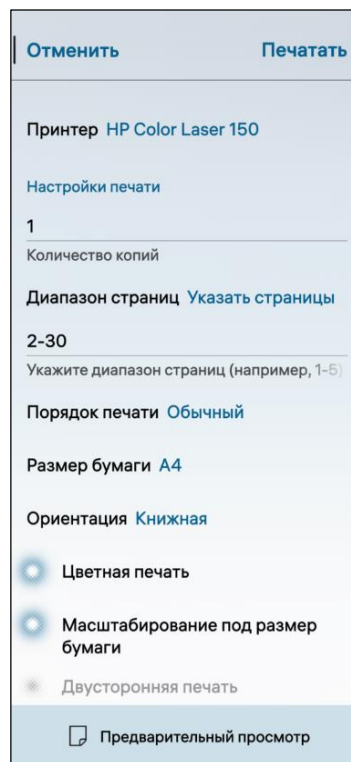 Отменить Печатать
Принтер HP Color Laser 150
Настройки печати
1
Количество копий
Диапазон страниц Указать страницы
2-30
Укажите диапазон страниц (например, 1-5)
Порядок печати Обычный
Размер бумаги A4
Ориентация Книжная
Цветная печать
Масштабирование под размер
бумаги
Двусторонняя печать
Предварительный просмотр